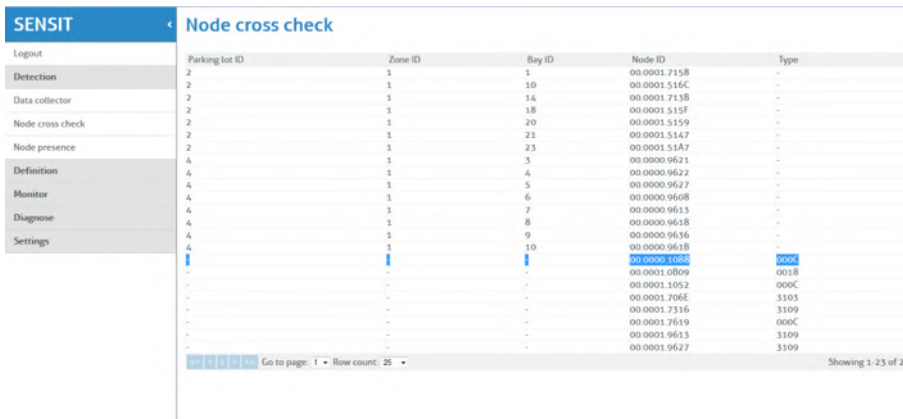 SENSIT ‹ Node cross check
Logout
Detection
Data collector
Node cross check
Node presence
Definition
Monitor
Diagnose
Settings
Parking lot ID Zone ID Bay ID Node ID Type
2 1 1 00.0001.715B -
2 1 10 00.0001.516C -
2 1 14 00.0001.713B -
2 1 18 00.0001.515F -
2 1 20 00.0001.5159 -
2 1 21 00.0001.5147 -
2 1 23 00.0001.51A7 -
4 1 3 00.0000.9621 -
4 1 4 00.0000.9622 -
4 1 5 00.0000.9627 -
4 1 6 00.0000.9608 -
4 1 7 00.0000.9613 -
4 1 8 00.0000.9618 -
4 1 9 00.0000.9636 -
4 1 10 00.0000.961B -
- - - 00.0000.10BB 000C
- - - 00.0001.0B09 0018
- - - 00.0001.1052 000C
- - - 00.0001.706E 3103
- - - 00.0001.7316 3109
- - - 00.0001.7619 000C
- - - 00.0001.9613 3109
- - - 00.0001.9627 3109
<< < 1 > >> Go to page: 1 Row count: 25 Showing 1-23 of 2